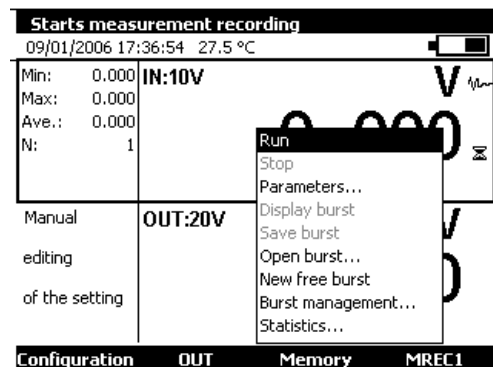 Starts measurement recording
09/01/2006 17:36:54 27.5 °C
Min: 0.000
Max: 0.000
Ave.: 0.000
N: 1
IN:10V
V
Run
Stop
Parameters...
Display burst
Save burst
Open burst...
New free burst
Burst management...
Statistics...
Manual
editing
of the setting
OUT:20V
Configuration OUT Memory MREC1